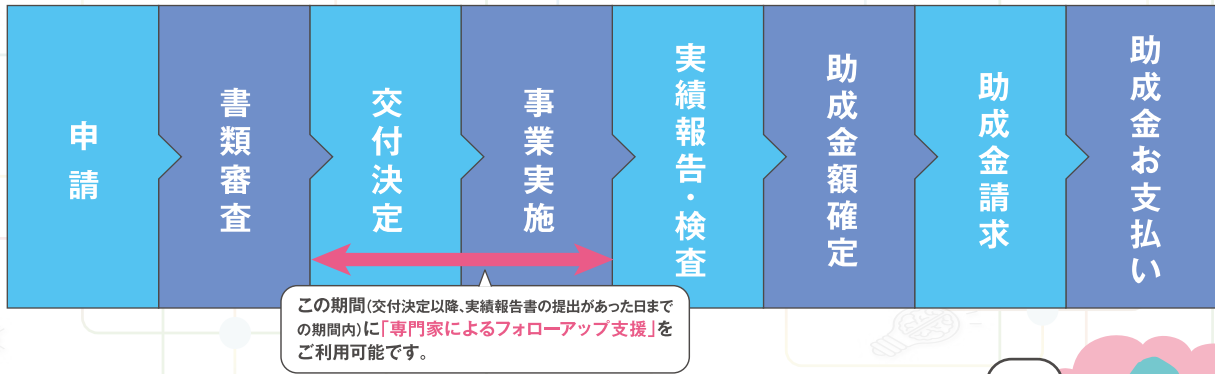 申請
書類審査
交付決定
事業実施
実績報告・検査
助成金額確定
助成金請求
助成金お支払い
この期間(交付決定以降、実績報告書の提出があった日まで
の期間内)に「専門家によるフォローアップ支援」を
ご利用可能です。